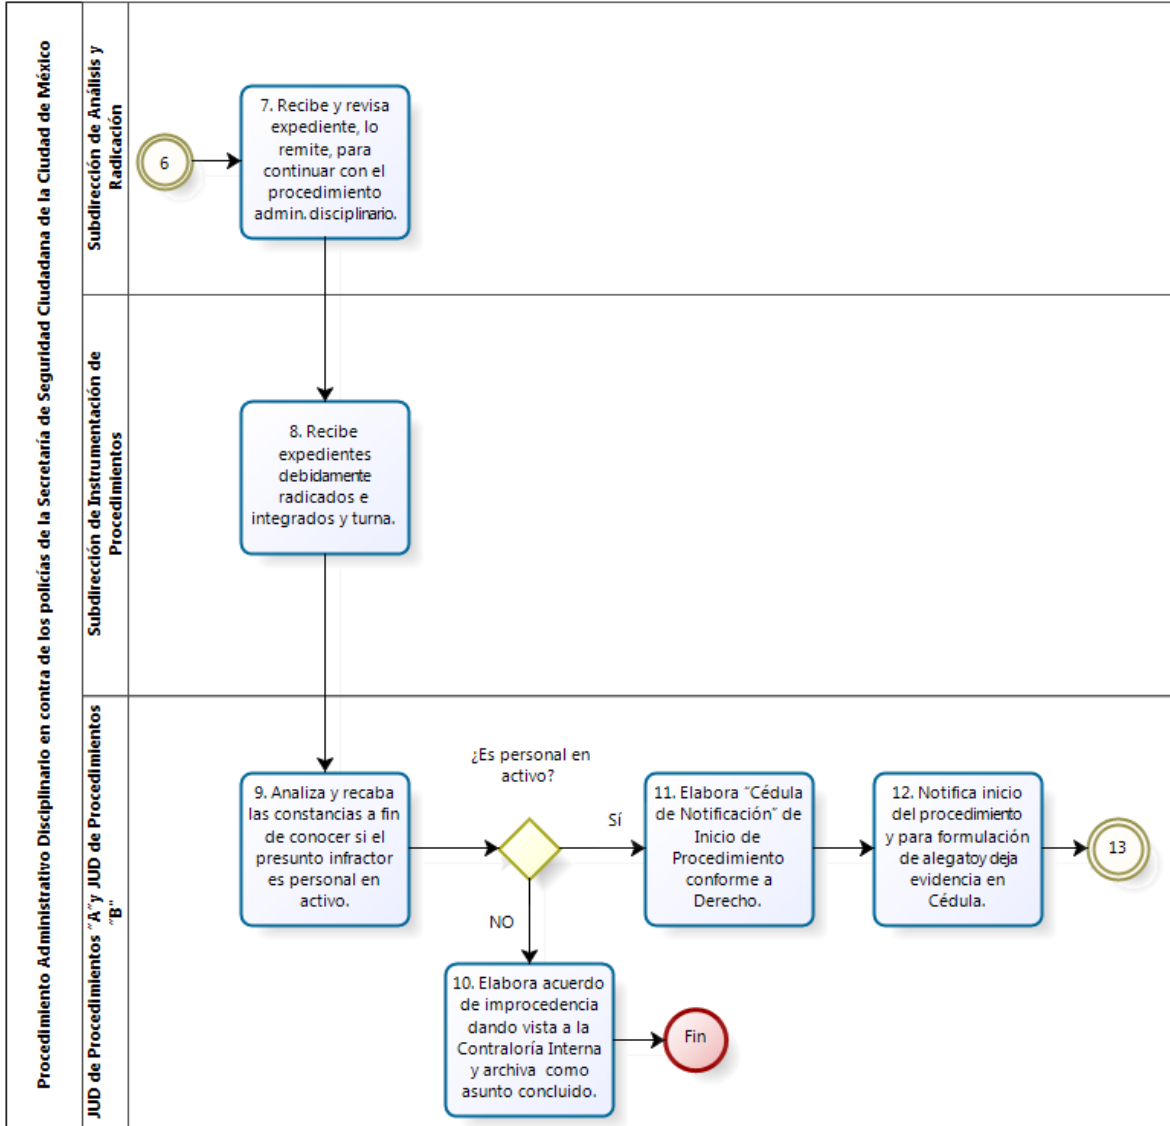 Procedimiento Administrativo Disciplinario en contra de los policías de la Secretaría de Seguridad Ciudadana de la Ciudad de México
Subdirección de Análisis y
Radicación
6
7. Recibe y revisa
expediente, lo
remite, para
continuar con el
procedimiento
admin. disciplinario.
Subdirección de Instrumentación de
Procedimientos
8. Recibe
expedientes
debidamente
radicados e
integrados y turna.
JUD de Procedimientos "A"y JUD de Procedimientos
"B"
9. Analiza y recaba
las constancias a fin
de conocer si el
presunto infractor
es personal en
activo.
¿Es personal en
activo?
Sí
NO
11. Elabora "Cédula
de Notificación" de
Inicio de
Procedimiento
conforme a
Derecho.
12. Notifica inicio
del procedimiento
y para formulación
de alegatoy deja
evidencia en
Cédula.
13
10. Elabora acuerdo
de improcedencia
dando vista a la
Contraloría Interna
y archiva como
asunto concluido.
Fin